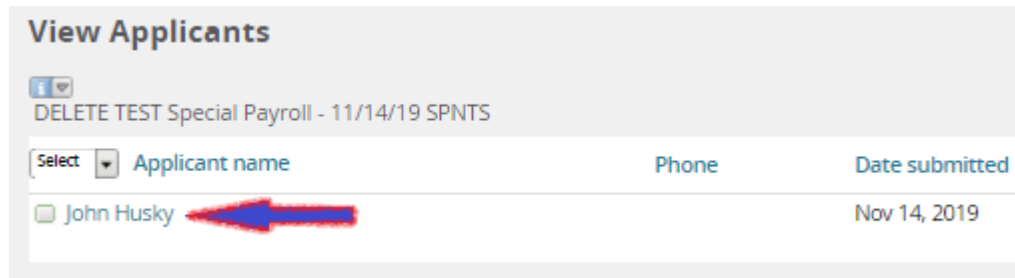 View Applicants
i
DELETE TEST Special Payroll - 11/14/19 SPNTS
Select Applicant name Phone Date submitted
John Husky Nov 14, 2019